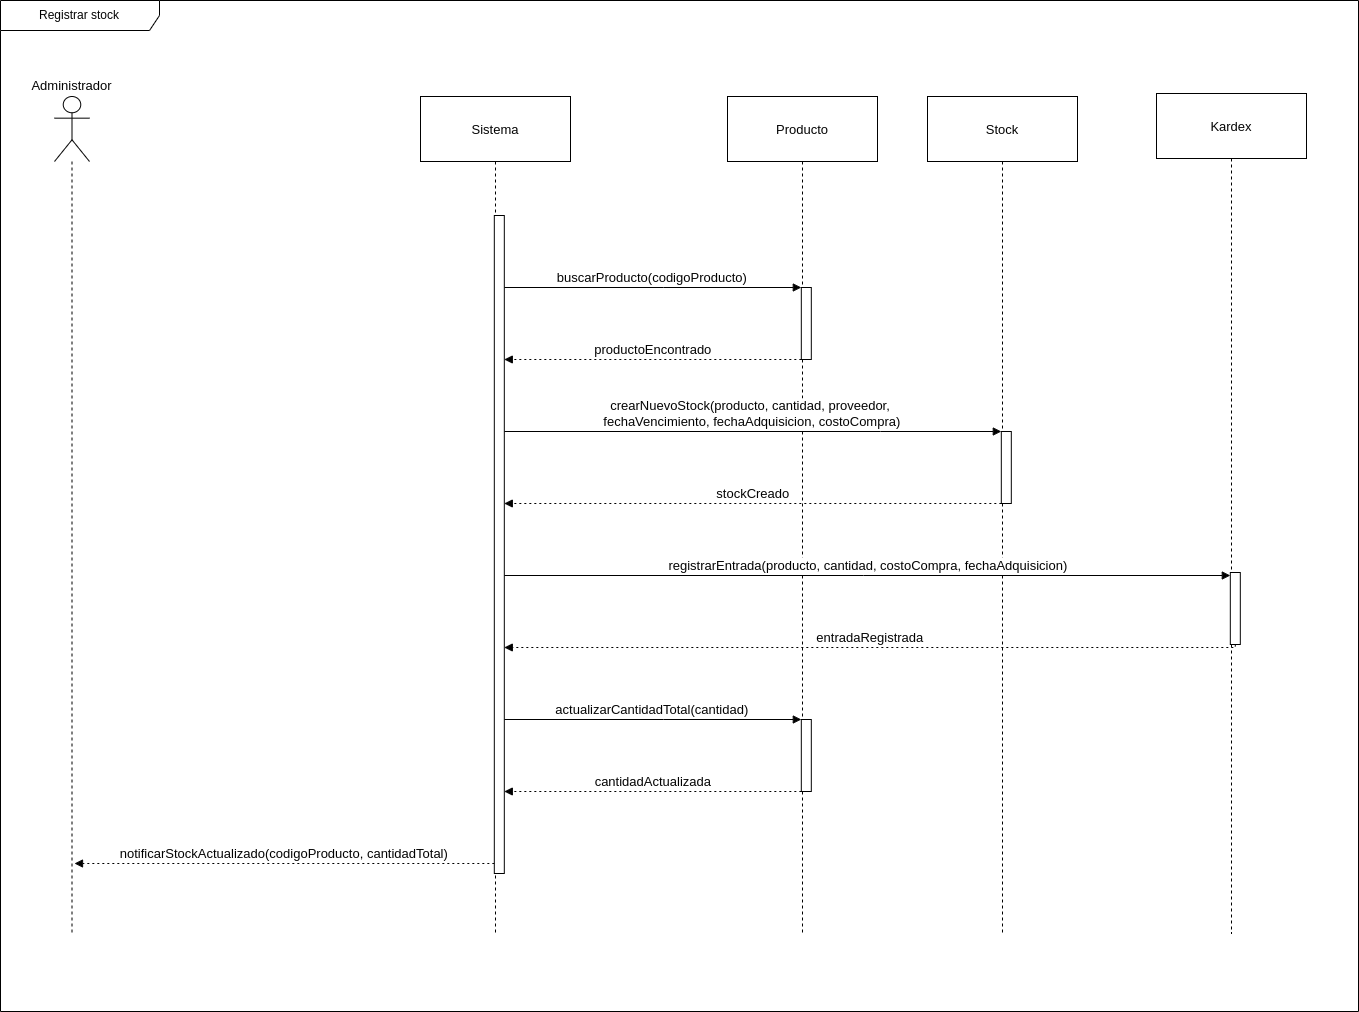 Registrar stock
Administrador
Sistema
Producto
Stock
Kardex
buscarProducto(codigoProducto)
productoEncontrado
crearNuevoStock(producto, cantidad, proveedor,
fechaVencimiento, fechaAdquisicion, costoCompra)
stockCreado
registrarEntrada(producto, cantidad, costoCompra, fechaAdquisicion)
entradaRegistrada
actualizarCantidadTotal(cantidad)
cantidadActualizada
notificarStockActualizado(codigoProducto, cantidadTotal)